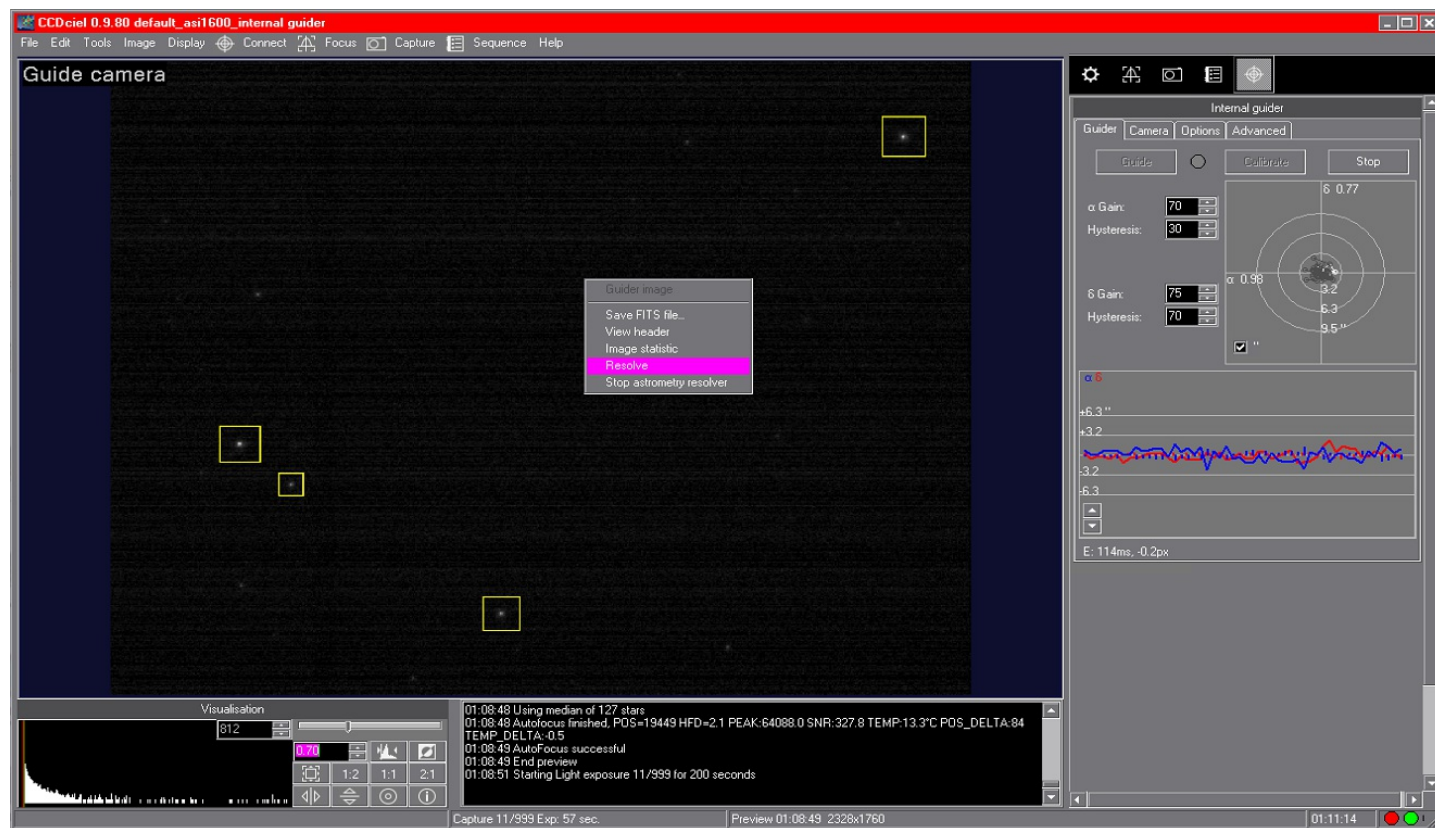 CCDciel 0.9.80 default_asi1600_internal guider
File Edit Tools Image Display Connect Focus Capture Sequence Help
Guide camera
Guider image
Save FITS file...
View header
Image statistic
Resolve
Stop astrometry resolver
Internal guider
Guider Camera Options Advanced
Guide Calibrate Stop
δ 0.77
α Gain: 70
Hysteresis: 30
α 0.98
3.2
δ Gain: 75
6.3
Hysteresis: 70
9.5 "
"
α δ
+6.3 "
+3.2
-3.2
-6.3
E: 114ms, -0.2px
Visualisation
812
0.70
1:2 1:1 2:1
01:08:48 Using median of 127 stars
01:08:48 Autofocus finished, POS=19449 HFD=2.1 PEAK:64088.0 SNR:327.8 TEMP:13.3°C POS_DELTA:84
TEMP_DELTA:-0.5
01:08:49 AutoFocus successful
01:08:49 End preview
01:08:51 Starting Light exposure 11/999 for 200 seconds
Capture 11/999 Exp: 57 sec. Preview 01:08:49 2328x1760 01:11:14